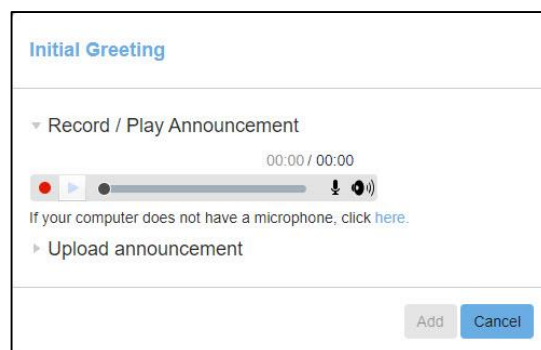 Initial Greeting
Record / Play Announcement
00:00 / 00:00
If your computer does not have a microphone, click here.
Upload announcement
Add Cancel